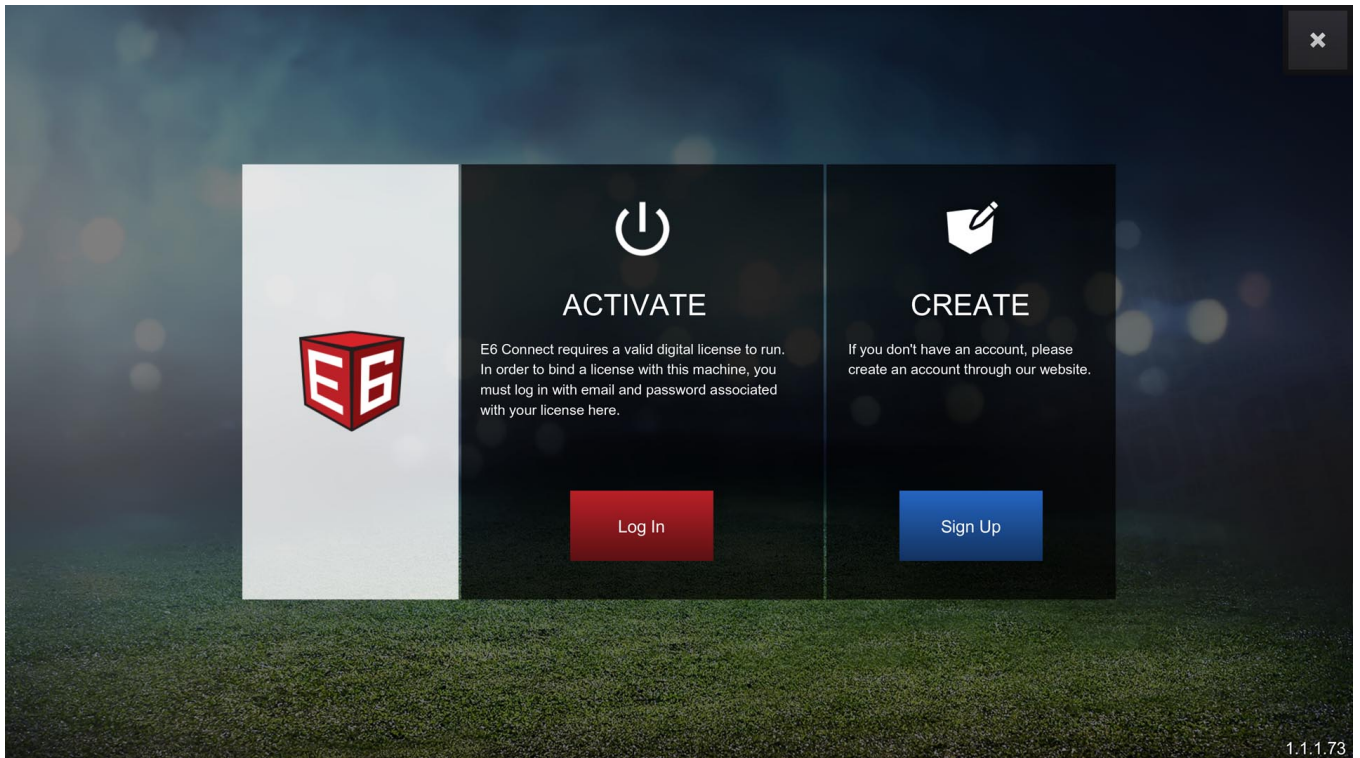 E6
ACTIVATE
E6 Connect requires a valid digital license to run.
In order to bind a license with this machine, you
must log in with email and password associated
with your license here.
Log In
CREATE
If you don't have an account, please
create an account through our website.
Sign Up
1.1.1.73